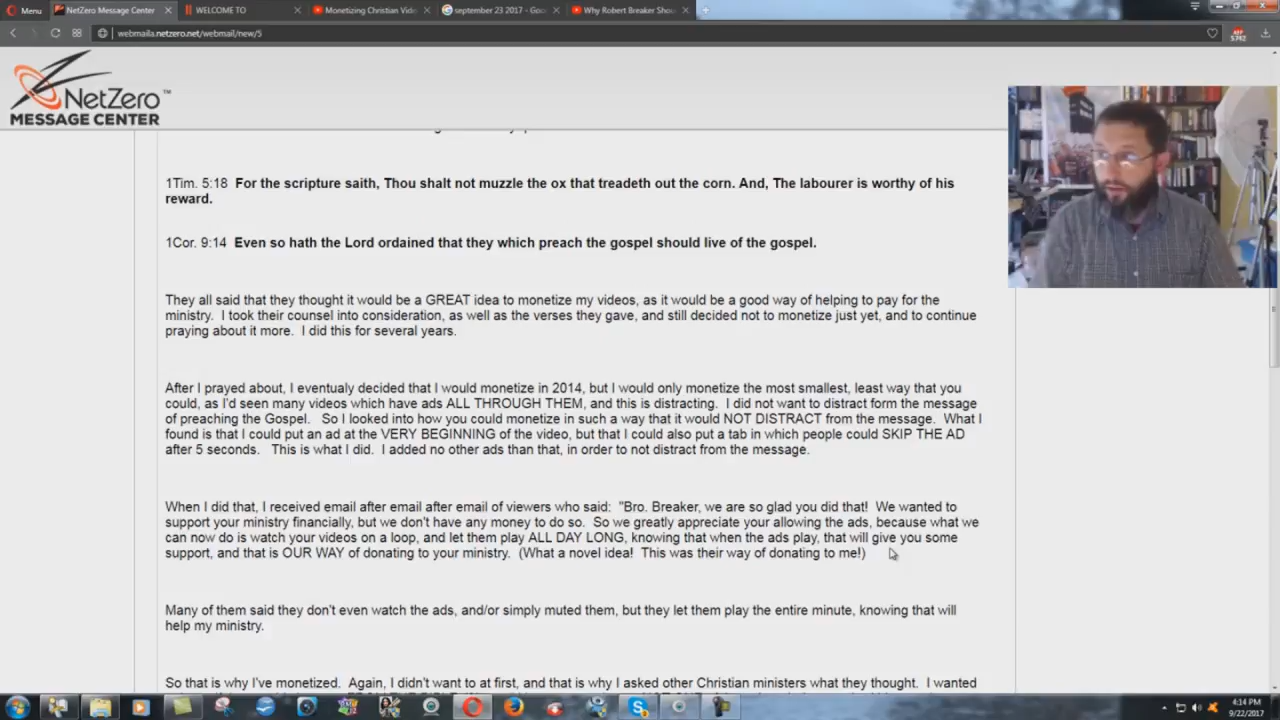 Menu
NetZero Message Center
WELCOME TO
Monetizing Christian Vide
september 23 2017 - Goo
Why Robert Breaker Shou
webmaila.netzero.net/webmail/new/5
5742
NetZero™
MESSAGE CENTER
1Tim. 5:18 For the scripture saith, Thou shalt not muzzle the ox that treadeth out the corn. And, The labourer is worthy of his
reward.
1Cor. 9:14 Even so hath the Lord ordained that they which preach the gospel should live of the gospel.
They all said that they thought it would be a GREAT idea to monetize my videos, as it would be a good way of helping to pay for the
ministry. I took their counsel into consideration, as well as the verses they gave, and still decided not to monetize just yet, and to continue
praying about it more. I did this for several years.
After I prayed about, I eventualy decided that I would monetize in 2014, but I would only monetize the most smallest, least way that you
could, as I'd seen many videos which have ads ALL THROUGH THEM, and this is distracting. I did not want to distract form the message
of preaching the Gospel. So I looked into how you could monetize in such a way that it would NOT DISTRACT from the message. What I
found is that I could put an ad at the VERY BEGINNING of the video, but that I could also put a tab in which people could SKIP THE AD
after 5 seconds. This is what I did. I added no other ads than that, in order to not distract from the message.
When I did that, I received email after email after email of viewers who said: "Bro. Breaker, we are so glad you did that! We wanted to
support your ministry financially, but we don't have any money to do so. So we greatly appreciate your allowing the ads, because what we
can now do is watch your videos on a loop, and let them play ALL DAY LONG, knowing that when the ads play, that will give you some
support, and that is OUR WAY of donating to your ministry. (What a novel idea! This was their way of donating to me!)
Many of them said they don't even watch the ads, and/or simply muted them, but they let them play the entire minute, knowing that will
help my ministry.
So that is why I've monetized. Again, I didn't want to at first, and that is why I asked other Christian ministers what they thought. I wanted
4:14 PM
9/22/2017